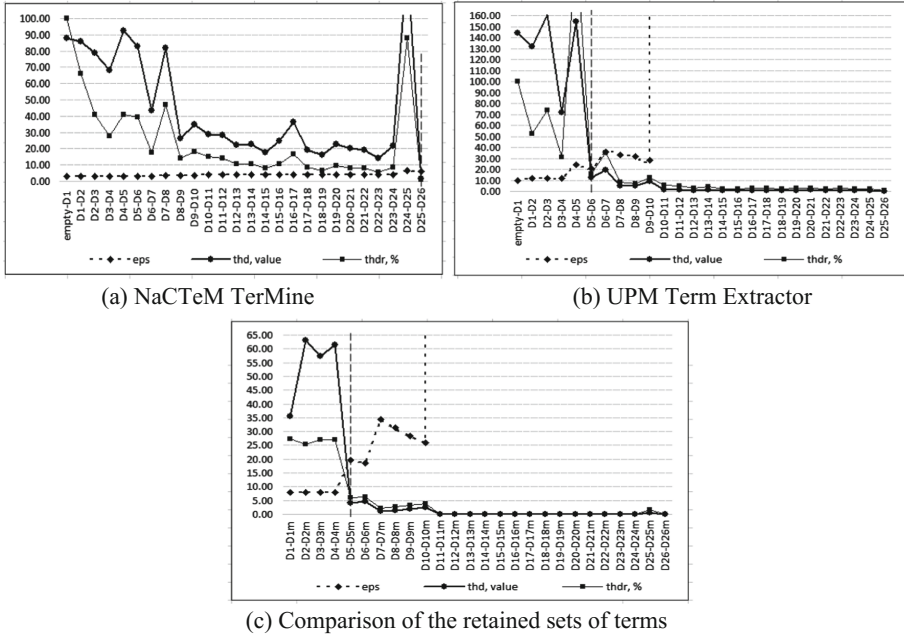 100.00
90.00
80.00
70.00
60.00
50.00
40.00
30.00
20.00
10.00
0.00
empty-D1
D1-D2
D2-D3
D3-D4
D4-D5
D5-D6
D6-D7
D7-D8
D8-D9
D9-D10
D10-D11
D11-D12
D12-D13
D13-D14
D14-D15
D15-D16
D16-D17
D17-D18
D18-D19
D19-D20
D20-D21
D21-D22
D22-D23
D23-D24
D24-D25
D25-D26
eps thd, value thdr, %
(a) NaCTeM TerMine
160.00
150.00
140.00
130.00
120.00
110.00
100.00
90.00
80.00
70.00
60.00
50.00
40.00
30.00
20.00
10.00
0.00
empty-D1
D1-D2
D2-D3
D3-D4
D4-D5
D5-D6
D6-D7
D7-D8
D8-D9
D9-D10
D10-D11
D11-D12
D12-D13
D13-D14
D14-D15
D15-D16
D16-D17
D17-D18
D18-D19
D19-D20
D20-D21
D21-D22
D22-D23
D23-D24
D24-D25
D25-D26
eps thd, value thdr, %
(b) UPM Term Extractor
65.00
60.00
55.00
50.00
45.00
40.00
35.00
30.00
25.00
20.00
15.00
10.00
5.00
0.00
D1-D1m
D2-D2m
D3-D3m
D4-D4m
D5-D5m
D6-D6m
D7-D7m
D8-D8m
D9-D9m
D10-D10m
D11-D11m
D12-D12m
D13-D13m
D14-D14m
D15-D15m
D16-D16m
D17-D17m
D18-D18m
D19-D19m
D20-D20m
D21-D21m
D22-D22m
D23-D23m
D24-D24m
D25-D25m
D26-D26m
eps thd, value thdr, %
(c) Comparison of the retained sets of terms